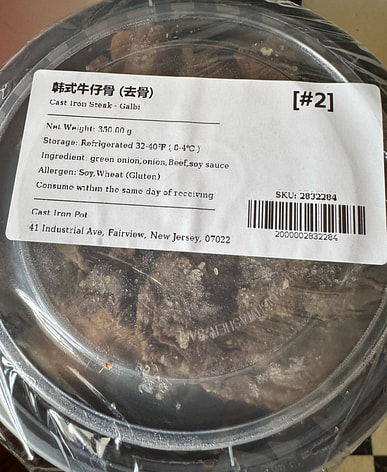 韩式牛仔骨 (去骨)
[#2]
Cast Iron Steak - Galbi
Net Weight: 350.00 g
Storage: Refrigerated 32-40°F ( 0-4°C )
Ingredient: green onion,onion,Beef,soy sauce
Allergen: Soy,Wheat (Gluten)
Consume within the same day of receiving
SKU: 2832284
2000002832284
Cast Iron Pot
41 Industrial Ave, Fairview, New Jersey, 07022